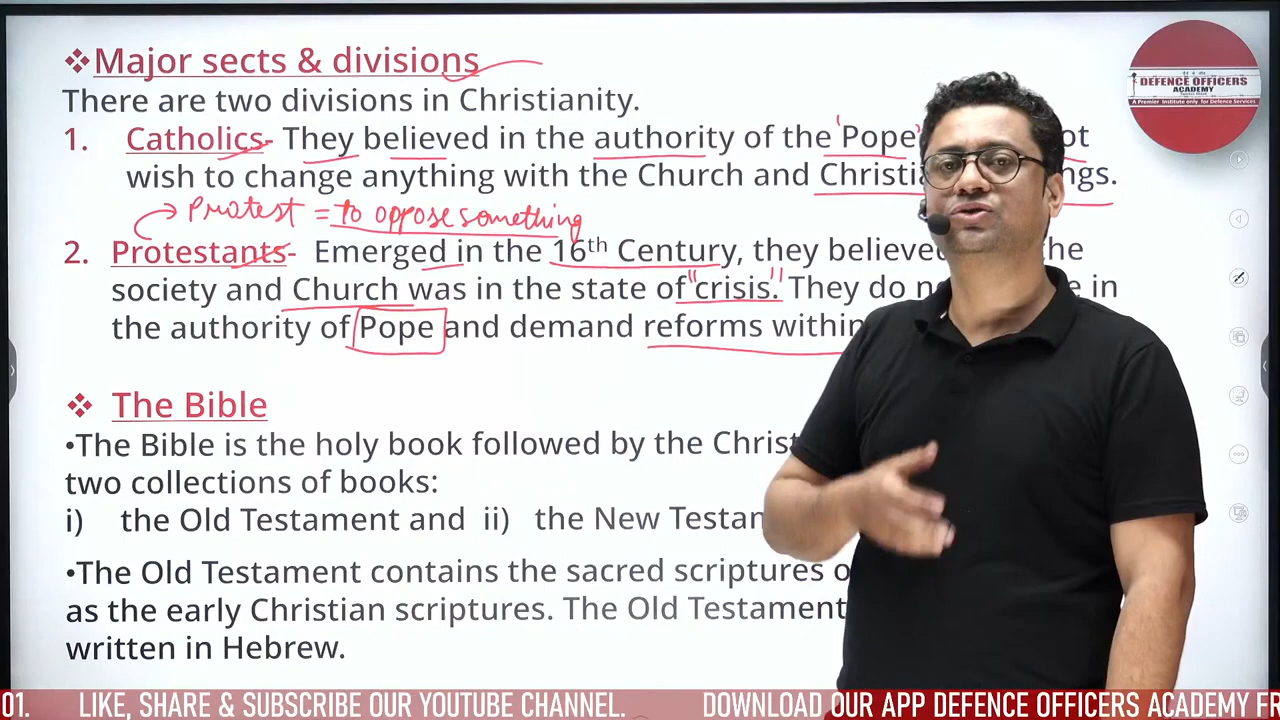 ❖Major sects & divisions
There are two divisions in Christianity.
1. Catholics- They believed in the authority of the 'Pope'
wish to change anything with the Church and
Protest = to oppose something
2. Protestants- Emerged in the 16th Century, they believed the
society and Church was in the state of "crisis." They do in
the authority of Pope and demand reforms within
❖ The Bible
•The Bible is the holy book followed by the
two collections of books:
i) the Old Testament and ii) the New
•The Old Testament contains the sacred scriptures
as the early Christian scriptures. The Old Testament
written in Hebrew.
DEFENCE OFFICERS
ACADEMY
A Premier Institute only for Defence Services
01. LIKE, SHARE & SUBSCRIBE OUR YOUTUBE CHANNEL. DOWNLOAD OUR APP DEFENCE OFFICERS ACADEMY